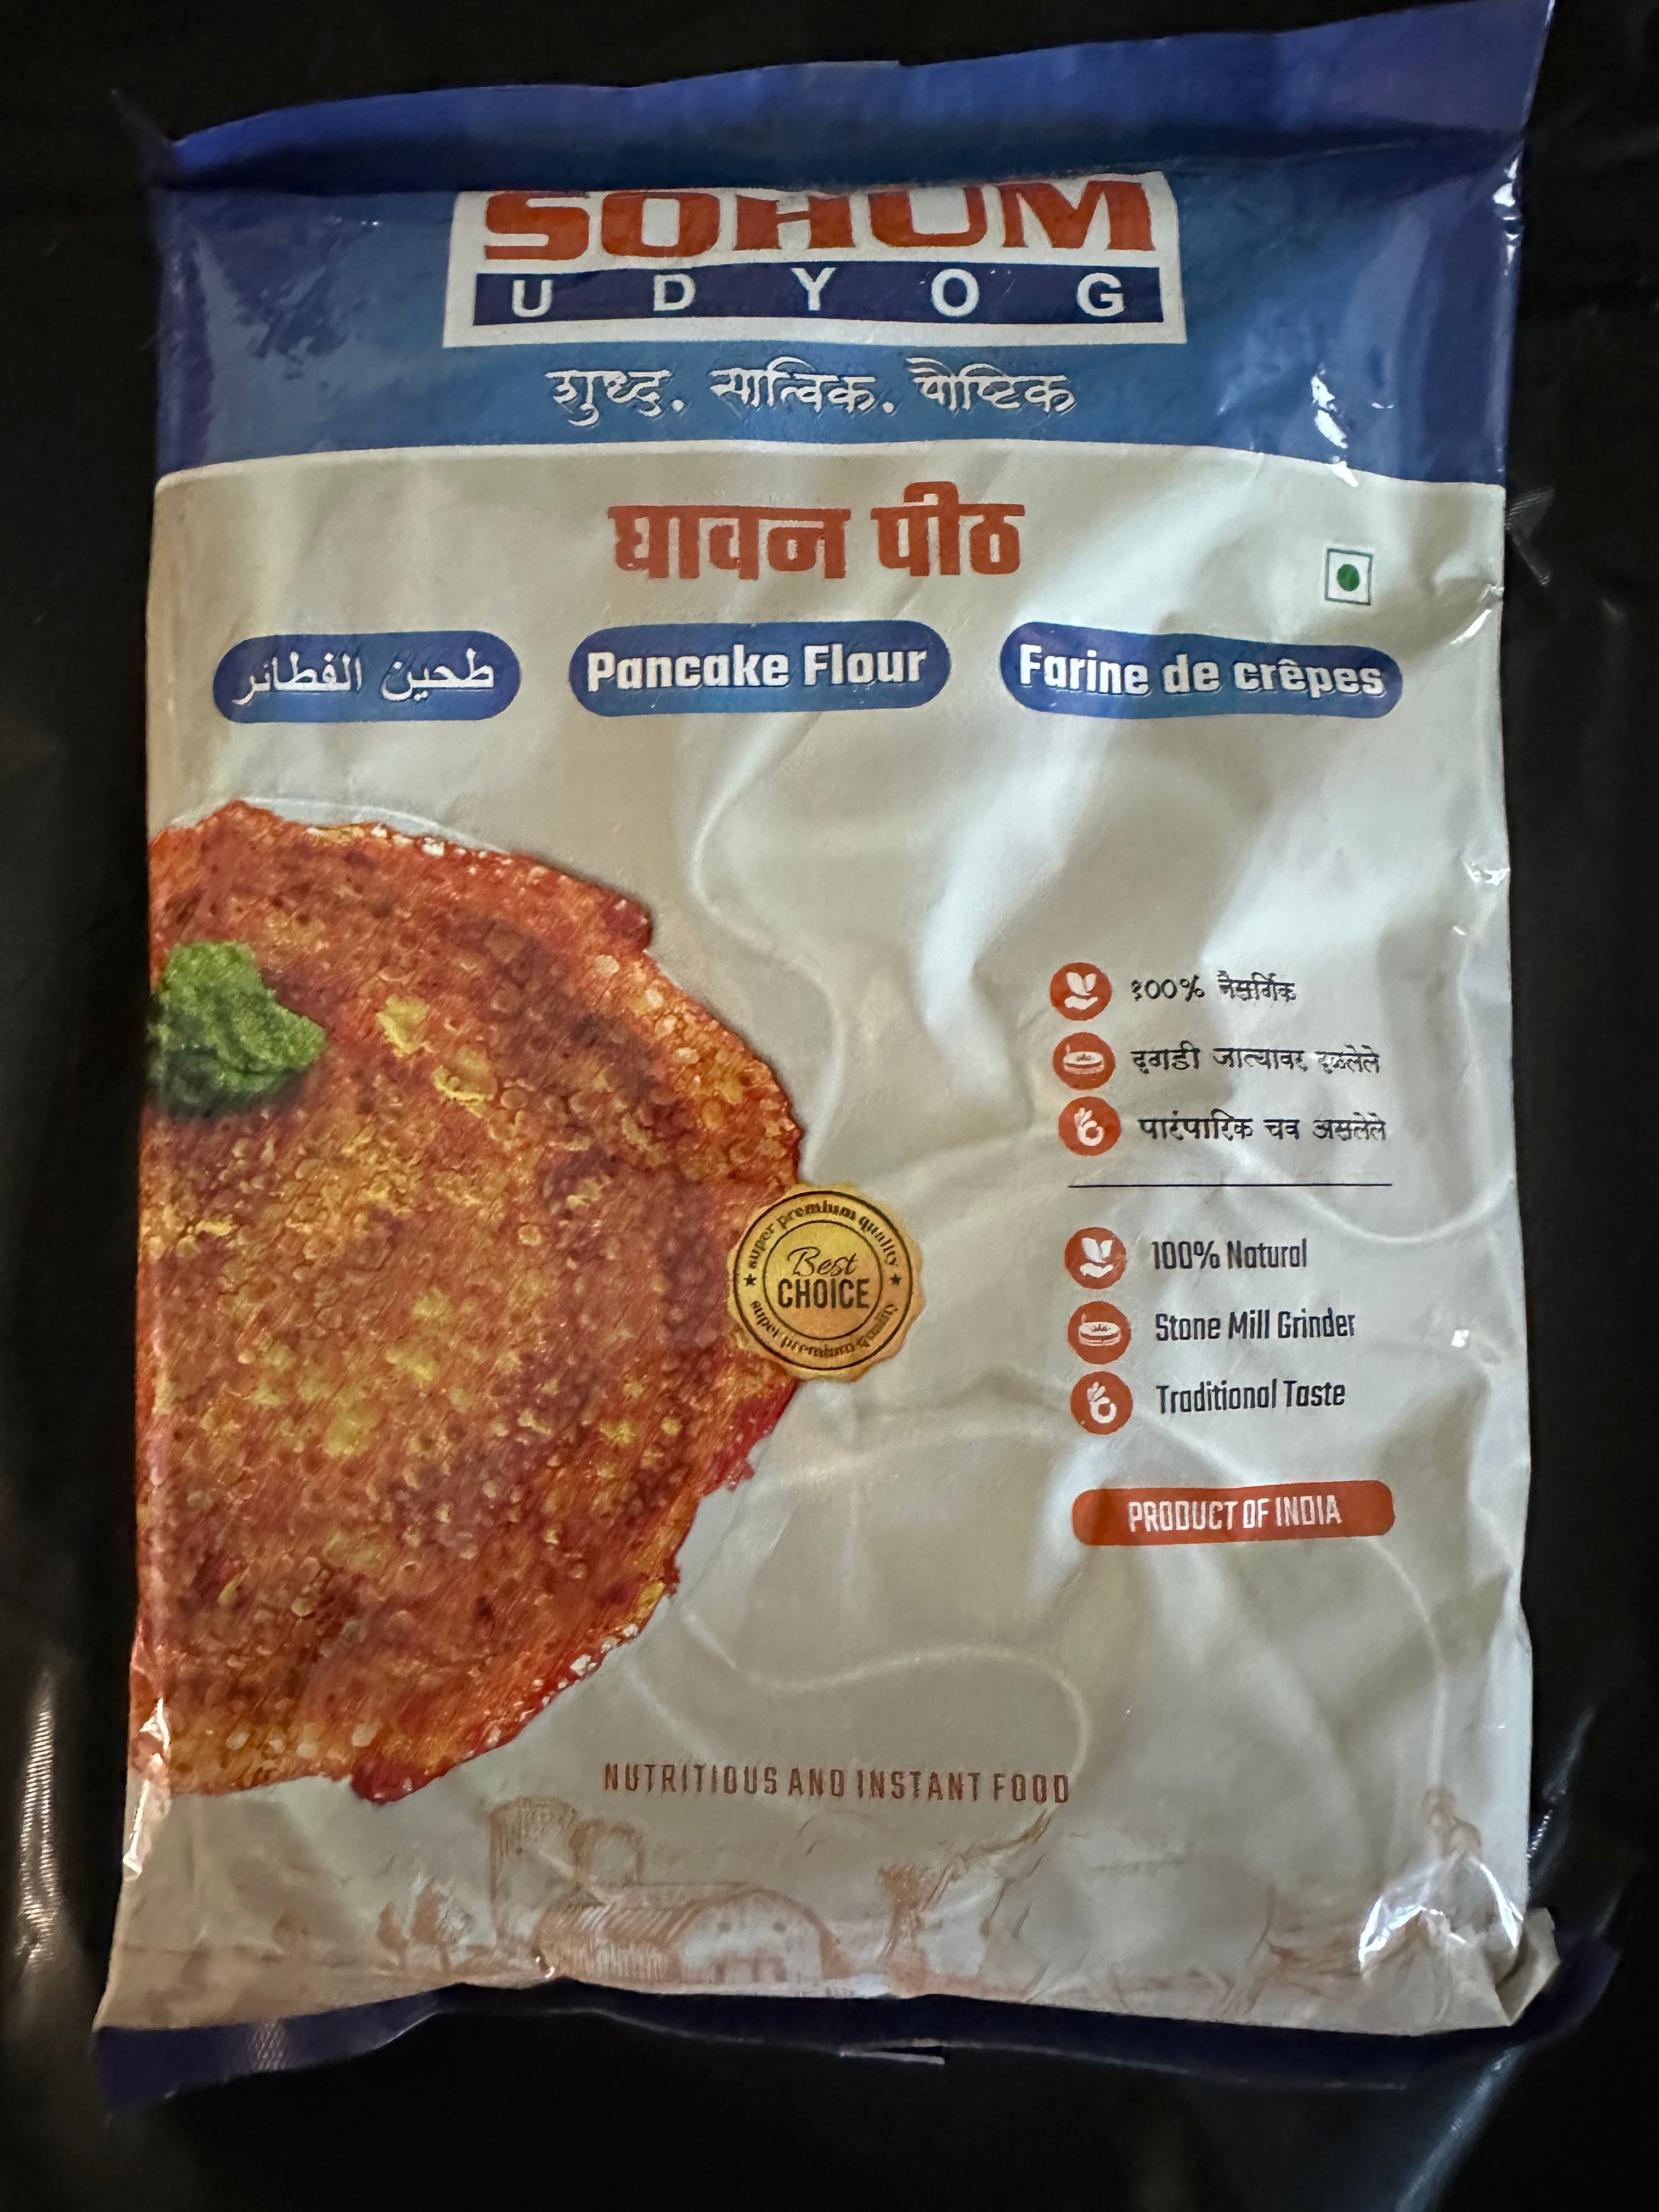 SOHUM
UDYOG
शुध्द. सात्विक. पौष्टिक
घावन पीठ
طحين الفطائر
Pancake Flour
Farine de crêpes
१००% नैसर्गिक
दगडी जात्यावर दळलेले
पारंपारिक चव असलेले
super premium quality
Best
CHOICE
super premium quality
100% Natural
Stone Mill Grinder
Traditional Taste
PRODUCT OF INDIA
NUTRITIOUS AND INSTANT FOOD